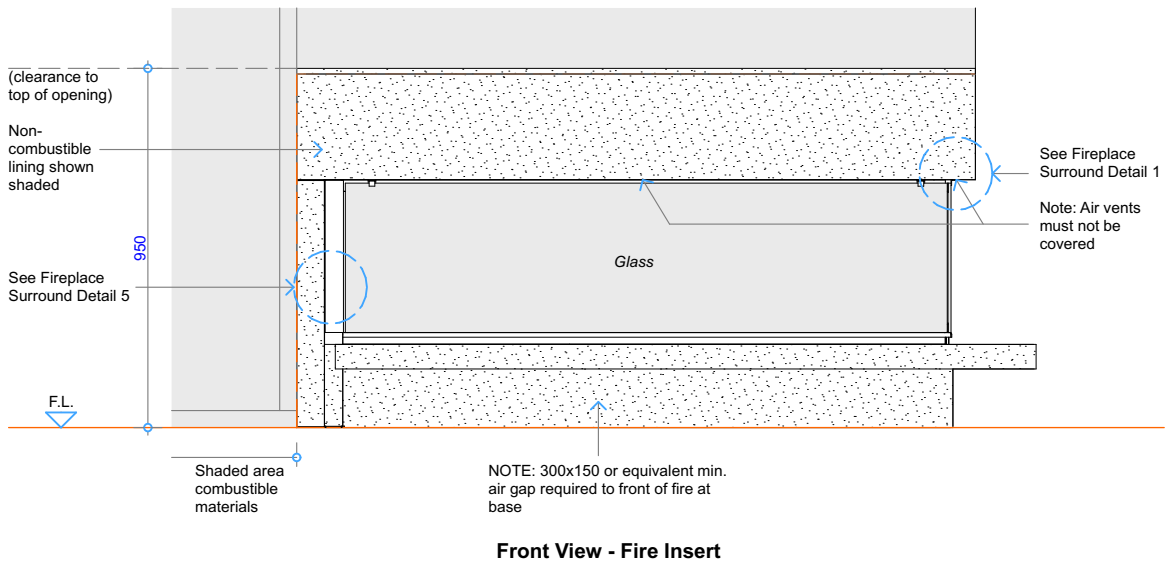 (clearance to
top of opening)
Non-
combustible
lining shown
shaded
950
See Fireplace
Surround Detail 5
F.L.
Shaded area
combustible
materials
Glass
See Fireplace
Surround Detail 1
Note: Air vents
must not be
covered
NOTE: 300x150 or equivalent min.
air gap required to front of fire at
base
Front View - Fire Insert